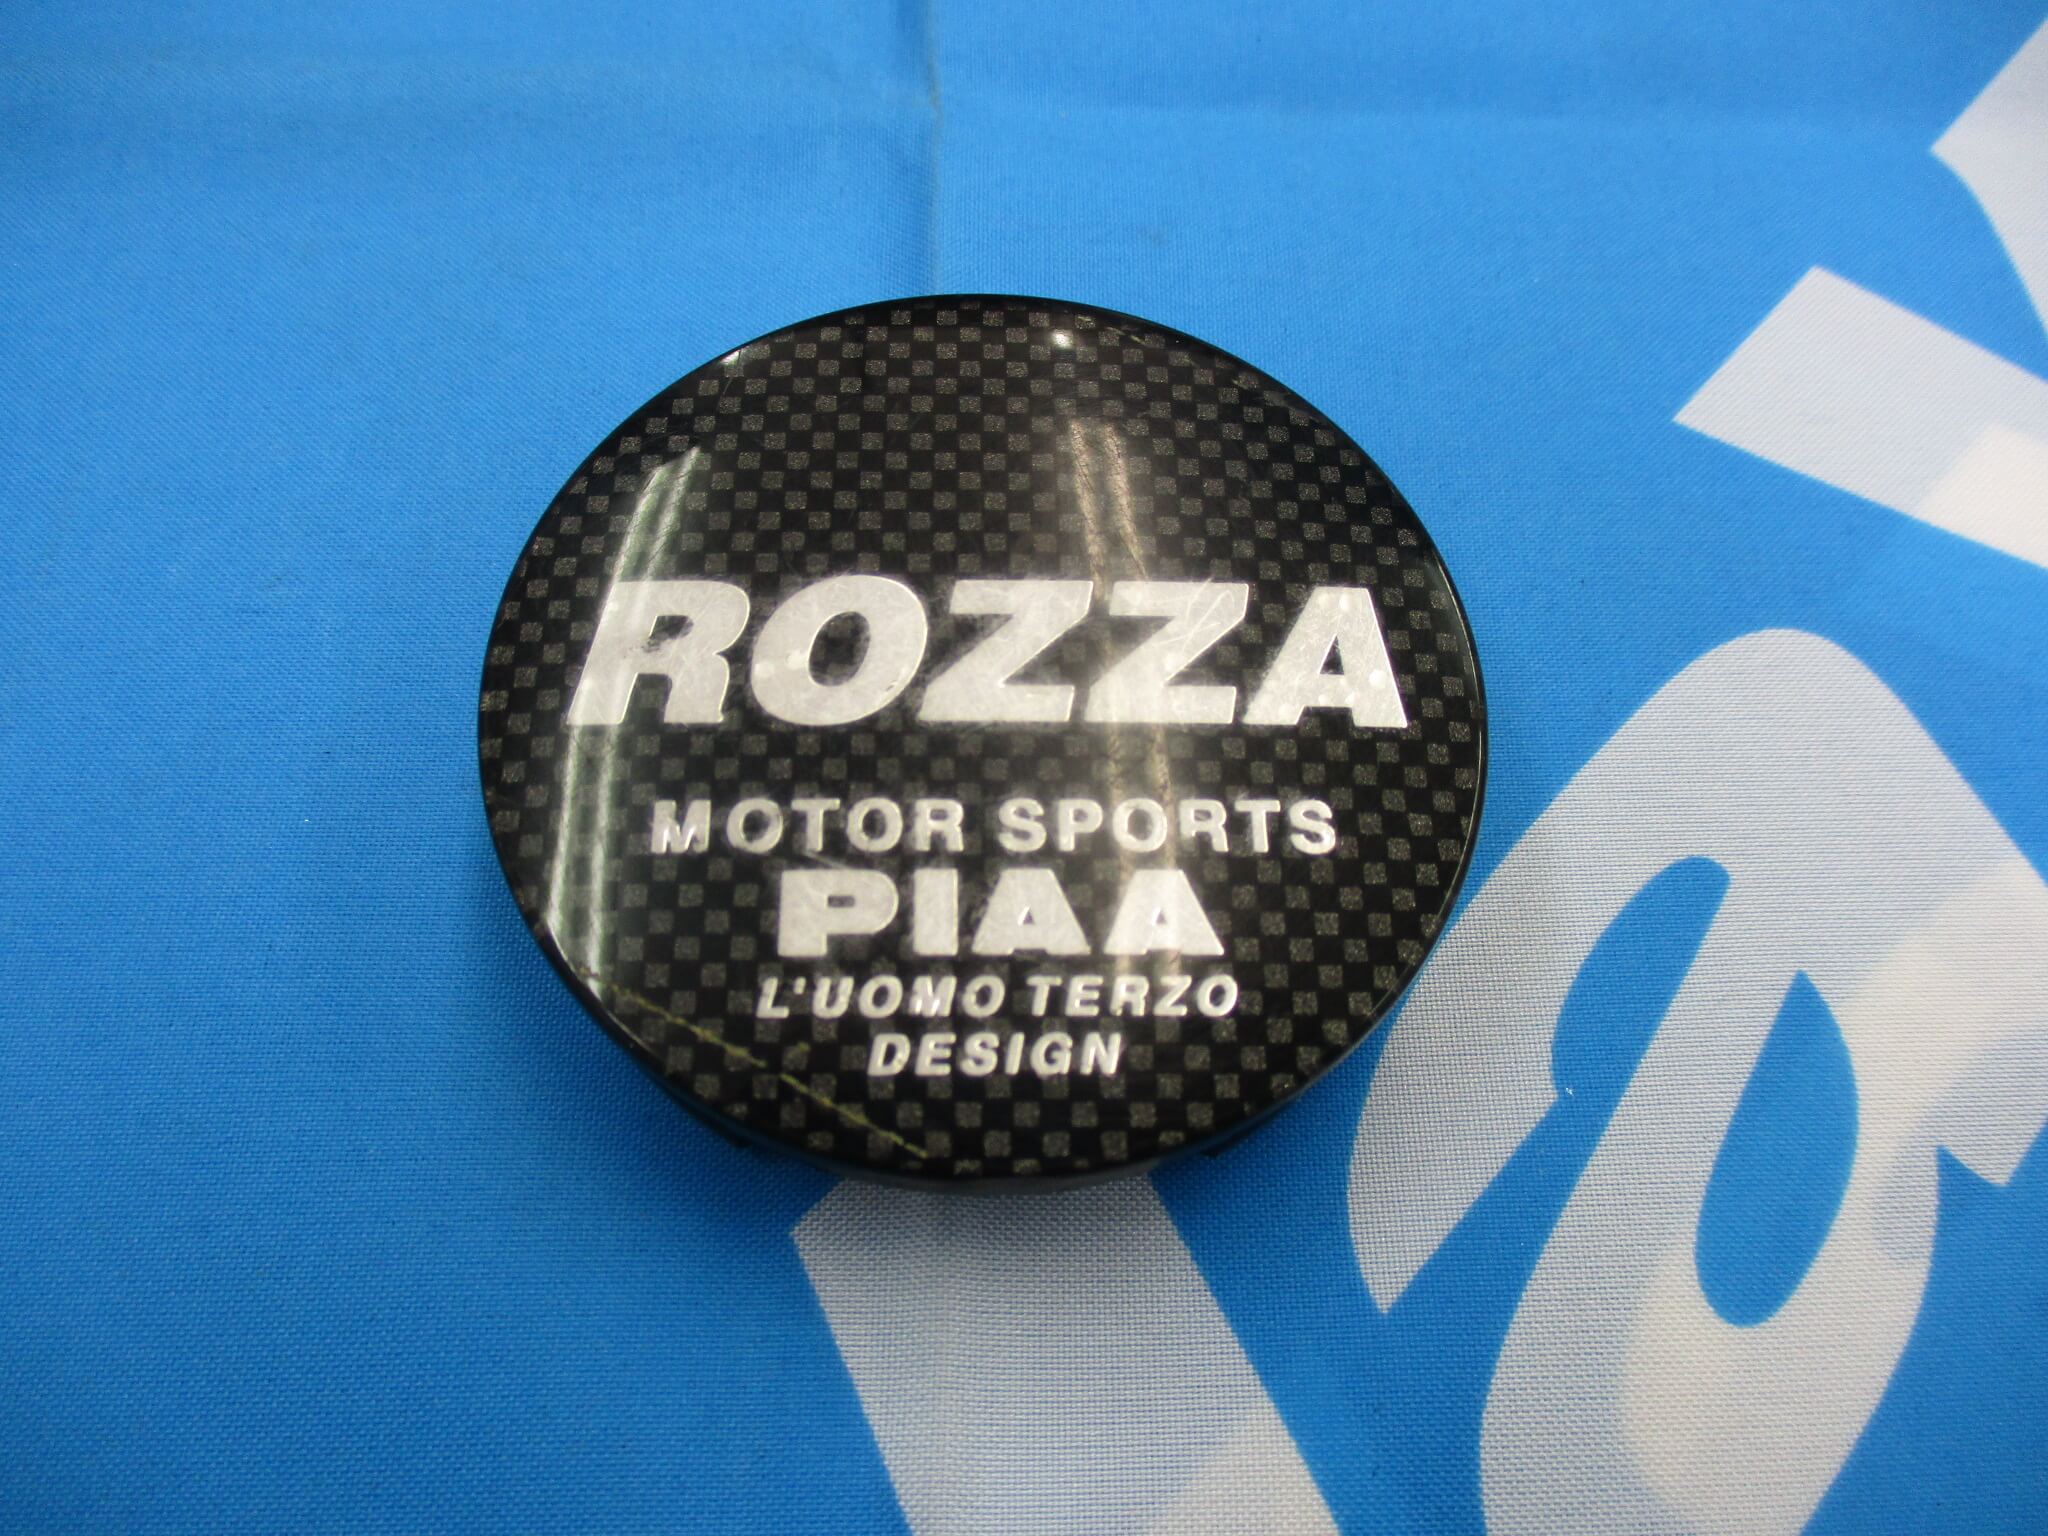 ROZZA
MOTOR SPORTS
PIAA
L'UOMO TERZO
DESIGN